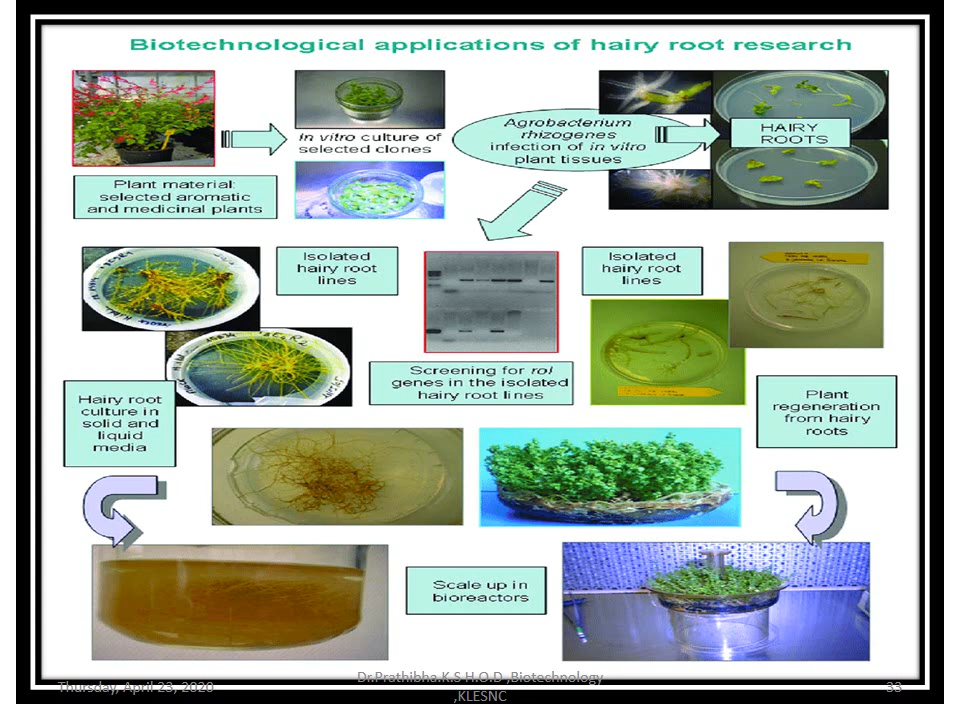 Biotechnological applications of hairy root research
In vitro culture of
selected clones
Agrobacterium
rhizogenes
infection of in vitro
plant tissues
HAIRY
ROOTS
Plant material:
selected aromatic
and medicinal plants
Isolated
hairy root
lines
Isolated
hairy root
lines
Screening for rol
genes in the isolated
hairy root lines
Hairy root
culture in
solid and
liquid
media
Plant
regeneration
from hairy
roots
Scale up in
bioreactors
Thursday, April 23, 2020
Dr.Prathibha.K.S H.O.D ,Biotechnology
,KLESNC
33